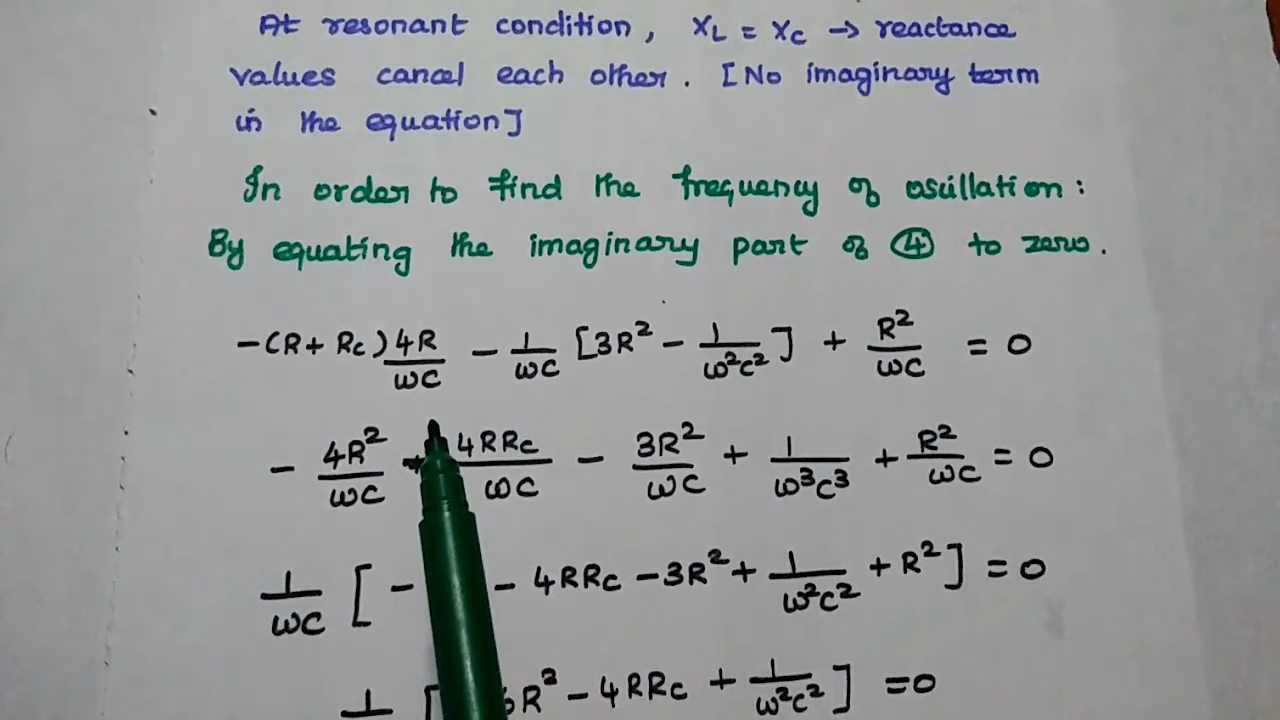 At resonant condition, XL = XC → reactance
values cancel each other. [No imaginary term
in the equation]
In order to find the frequency of oscillation:
By equating the imaginary part of ④ to zero.
-(R+ RC) 4R/ωC - 1/ωC [3R² - 1/ω²C²] + R²/ωC = 0
- 4R²/ωC 4RRC/ωC - 3R²/ωC + 1/ω³C³ + R²/ωC = 0
1/ωC [ - - 4RRC - 3R² + 1/ω²C² + R² ] = 0
1 [ R² - 4RRC + 1/ω²C² ] = 0